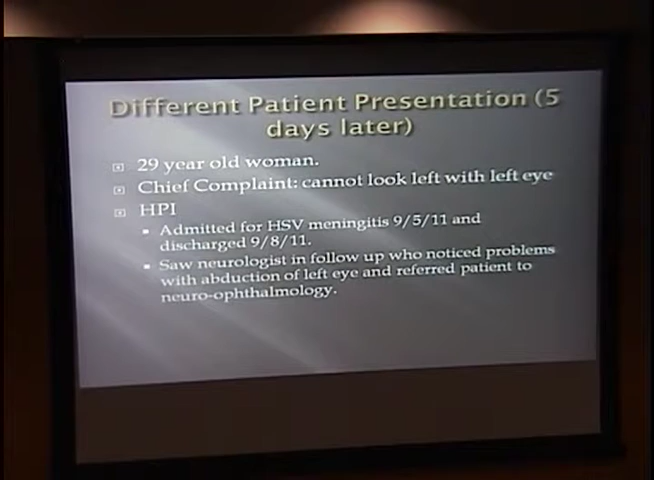 Different Patient Presentation (5
days later)
29 year old woman.
Chief Complaint: cannot look left with left eye
HPI
Admitted for HSV meningitis 9/5/11 and
discharged 9/8/11.
Saw neurologist in follow up who noticed problems
with abduction of left eye and referred patient to
neuro-ophthalmology.